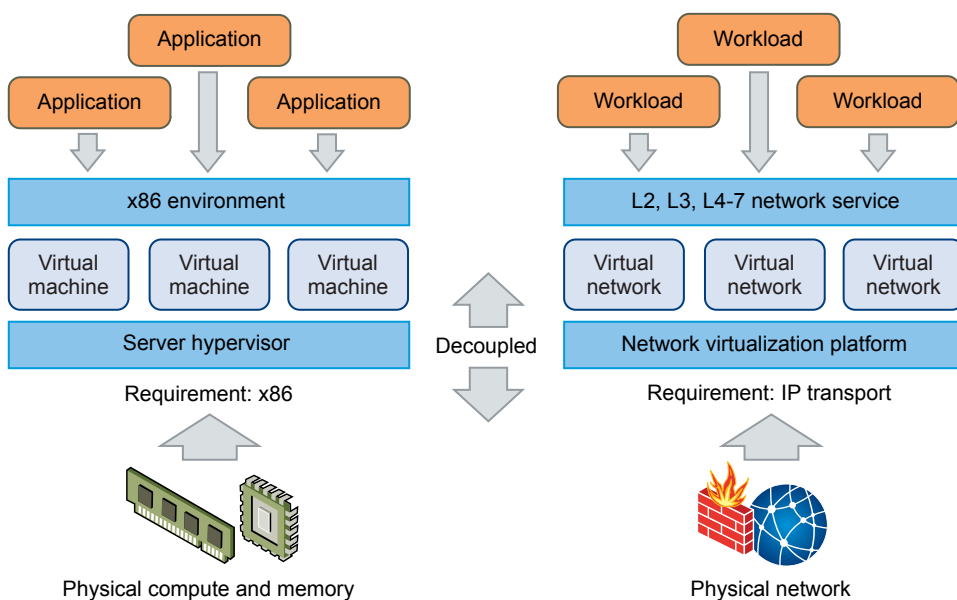 Application
Application
Application
x86 environment
Virtual
machine
Virtual
machine
Virtual
machine
Server hypervisor
Requirement: x86
Physical compute and memory
Decoupled
Workload
Workload
Workload
L2, L3, L4-7 network service
Virtual
network
Virtual
network
Virtual
network
Network virtualization platform
Requirement: IP transport
Physical network